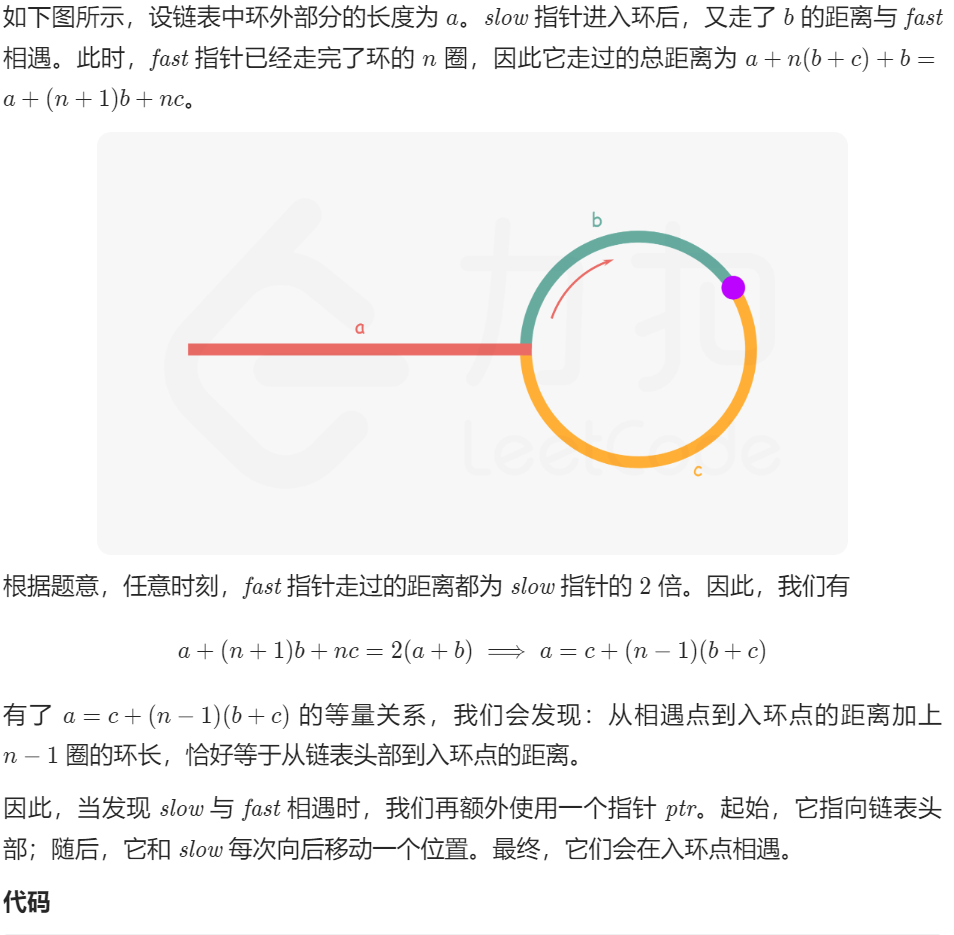 如下图所示，设链表中环外部分的长度为 a。slow 指针进入环后，又走了 b 的距离与 fast
相遇。此时，fast 指针已经走完了环的 n 圈，因此它走过的总距离为 a + n(b + c) + b =
a + (n + 1)b + nc。
b
a
力扣
LeetCode
c
根据题意，任意时刻，fast 指针走过的距离都为 slow 指针的 2 倍。因此，我们有
a + (n + 1)b + nc = 2(a + b) ⟹ a = c + (n − 1)(b + c)
有了 a = c + (n − 1)(b + c) 的等量关系，我们会发现：从相遇点到入环点的距离加上
n − 1 圈的环长，恰好等于从链表头部到入环点的距离。
因此，当发现 slow 与 fast 相遇时，我们再额外使用一个指针 ptr。起始，它指向链表头
部；随后，它和 slow 每次向后移动一个位置。最终，它们会在入环点相遇。
代码